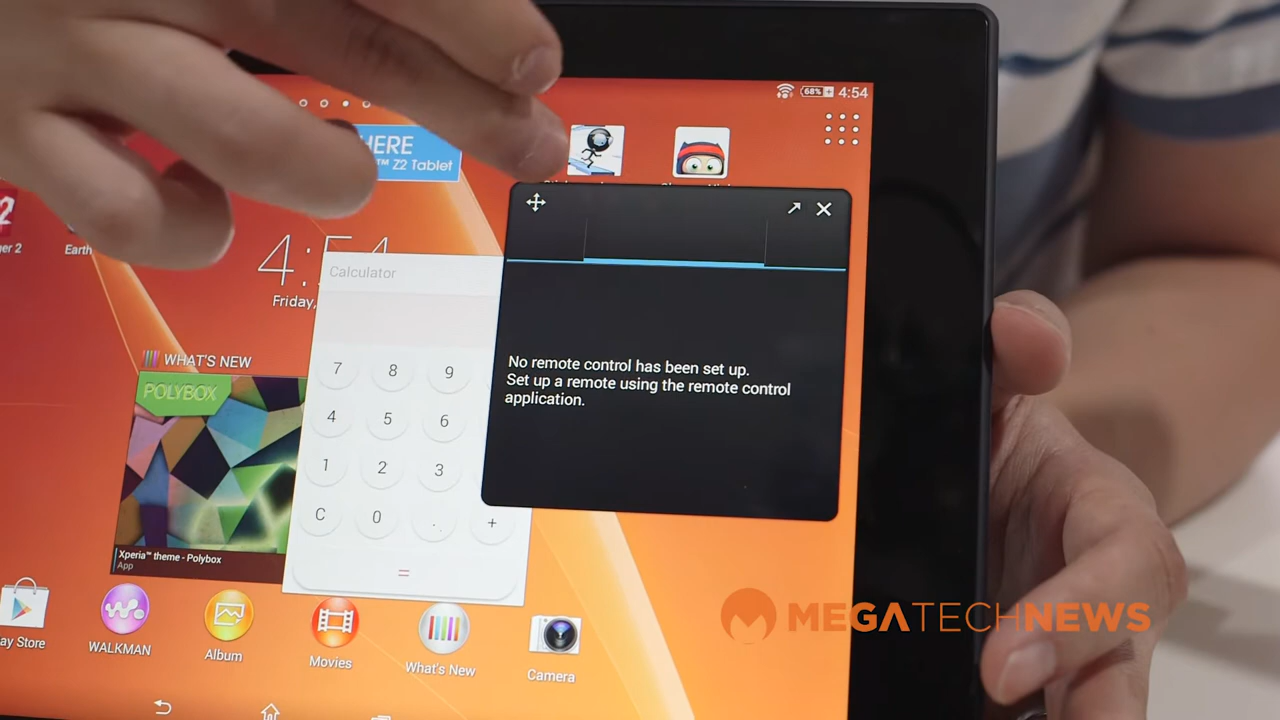 68%
4:54
HERE
™ Z2 Tablet
2
er 2
Earth
4:54
Friday,
Calculator
WHAT'S NEW
POLYBOX
7 8 9
4 5 6
1 2 3
C 0 . +
=
No remote control has been set up.
Set up a remote using the remote control
application.
Xperia™ theme - Polybox
App
ay Store
WALKMAN
Album
Movies
What's New
Camera
MEGATECHNEWS